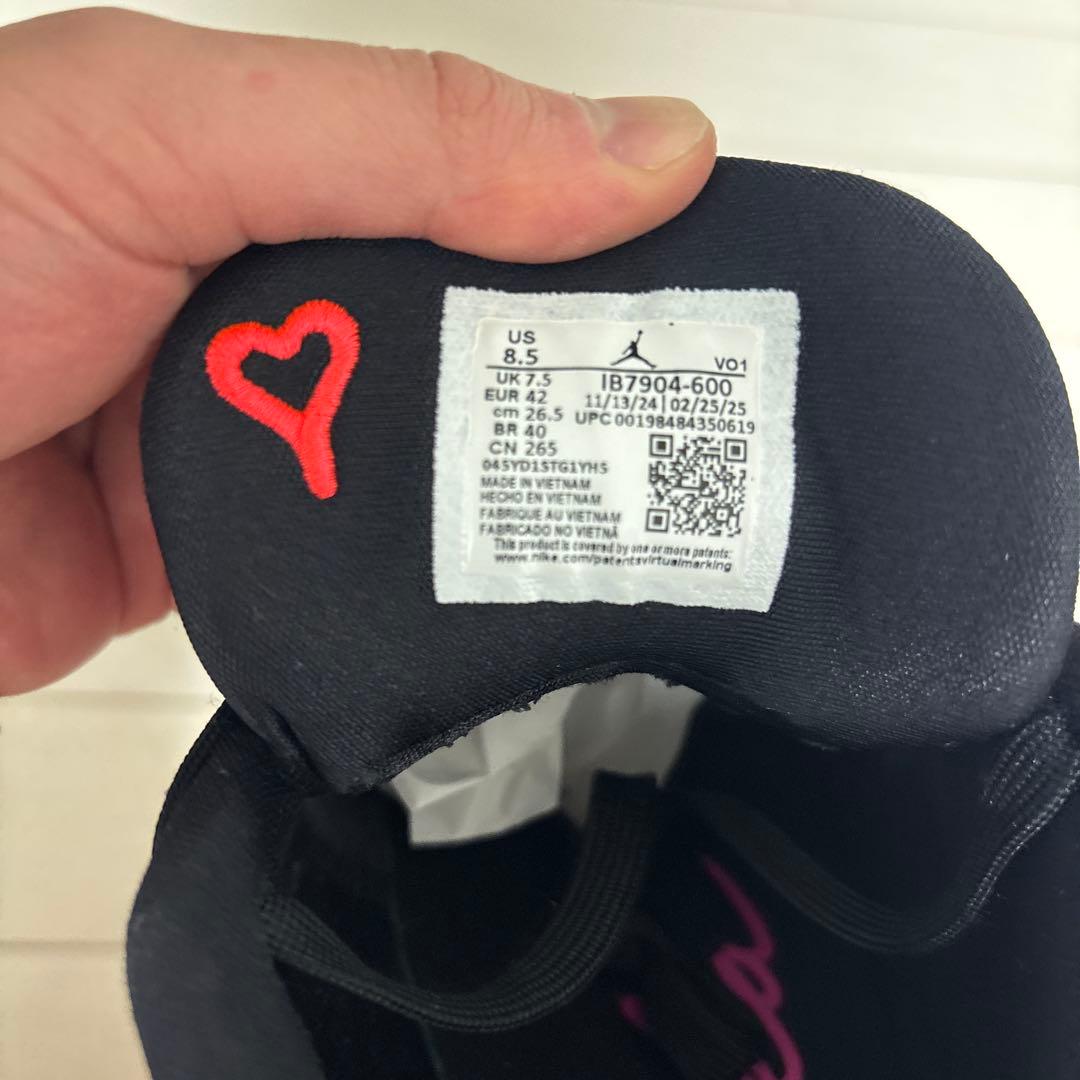 US
8.5
VO1
UK 7.5
EUR 42
cm 26.5
BR 40
CN 265
IB7904-600
11/13/24 | 02/25/25
UPC 00198484350619
045YD1STG1YH5
MADE IN VIETNAM
HECHO EN VIETNAM
FABRIQUE AU VIETNAM
FABRICADO NO VIETNÃ
This product is covered by one or more patents:
www.nike.com/patentsvirtualmarking